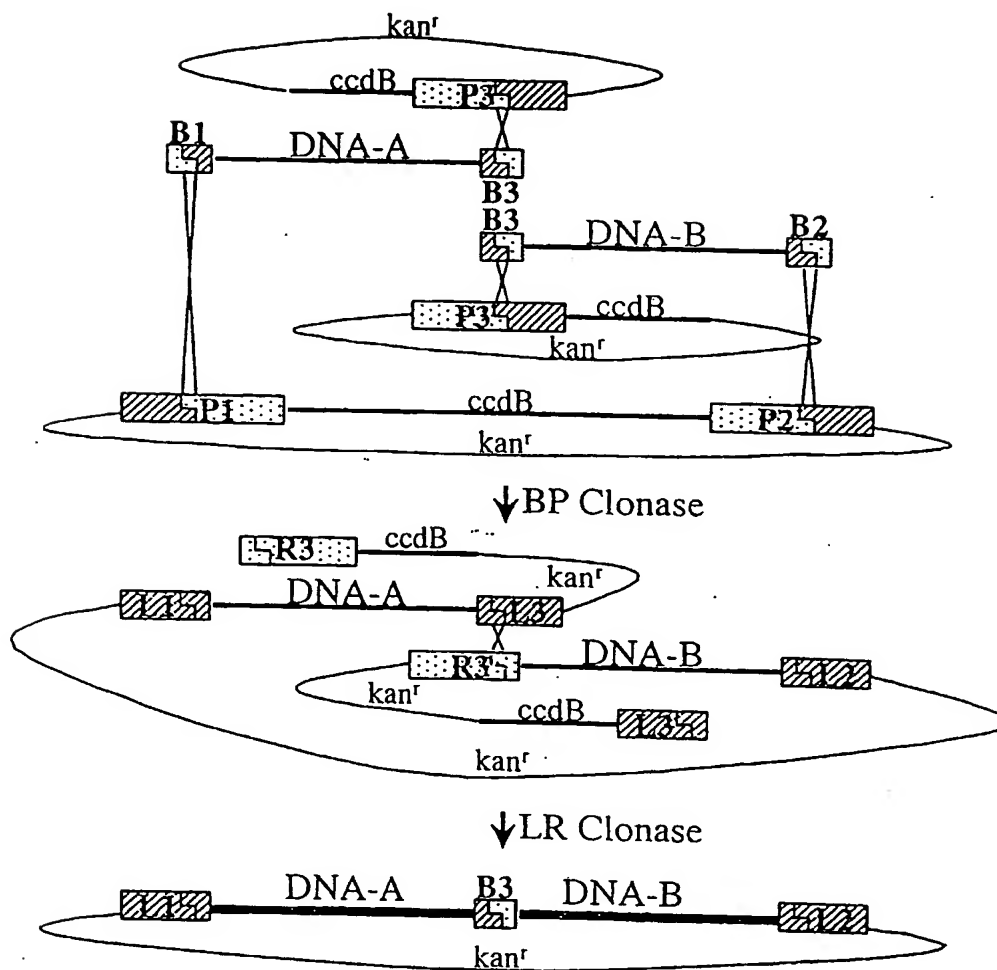 kanʳ
ccdB P3
B1 DNA-A
B3
B3 DNA-B B2
P3 ccdB
kanʳ
P1 ccdB P2
kanʳ
BP Clonase
R3 ccdB
kanʳ
L1 DNA-A L3
R3 DNA-B L2
kanʳ
ccdB L3
kanʳ
LR Clonase
L1 DNA-A B3 DNA-B L2
kanʳ